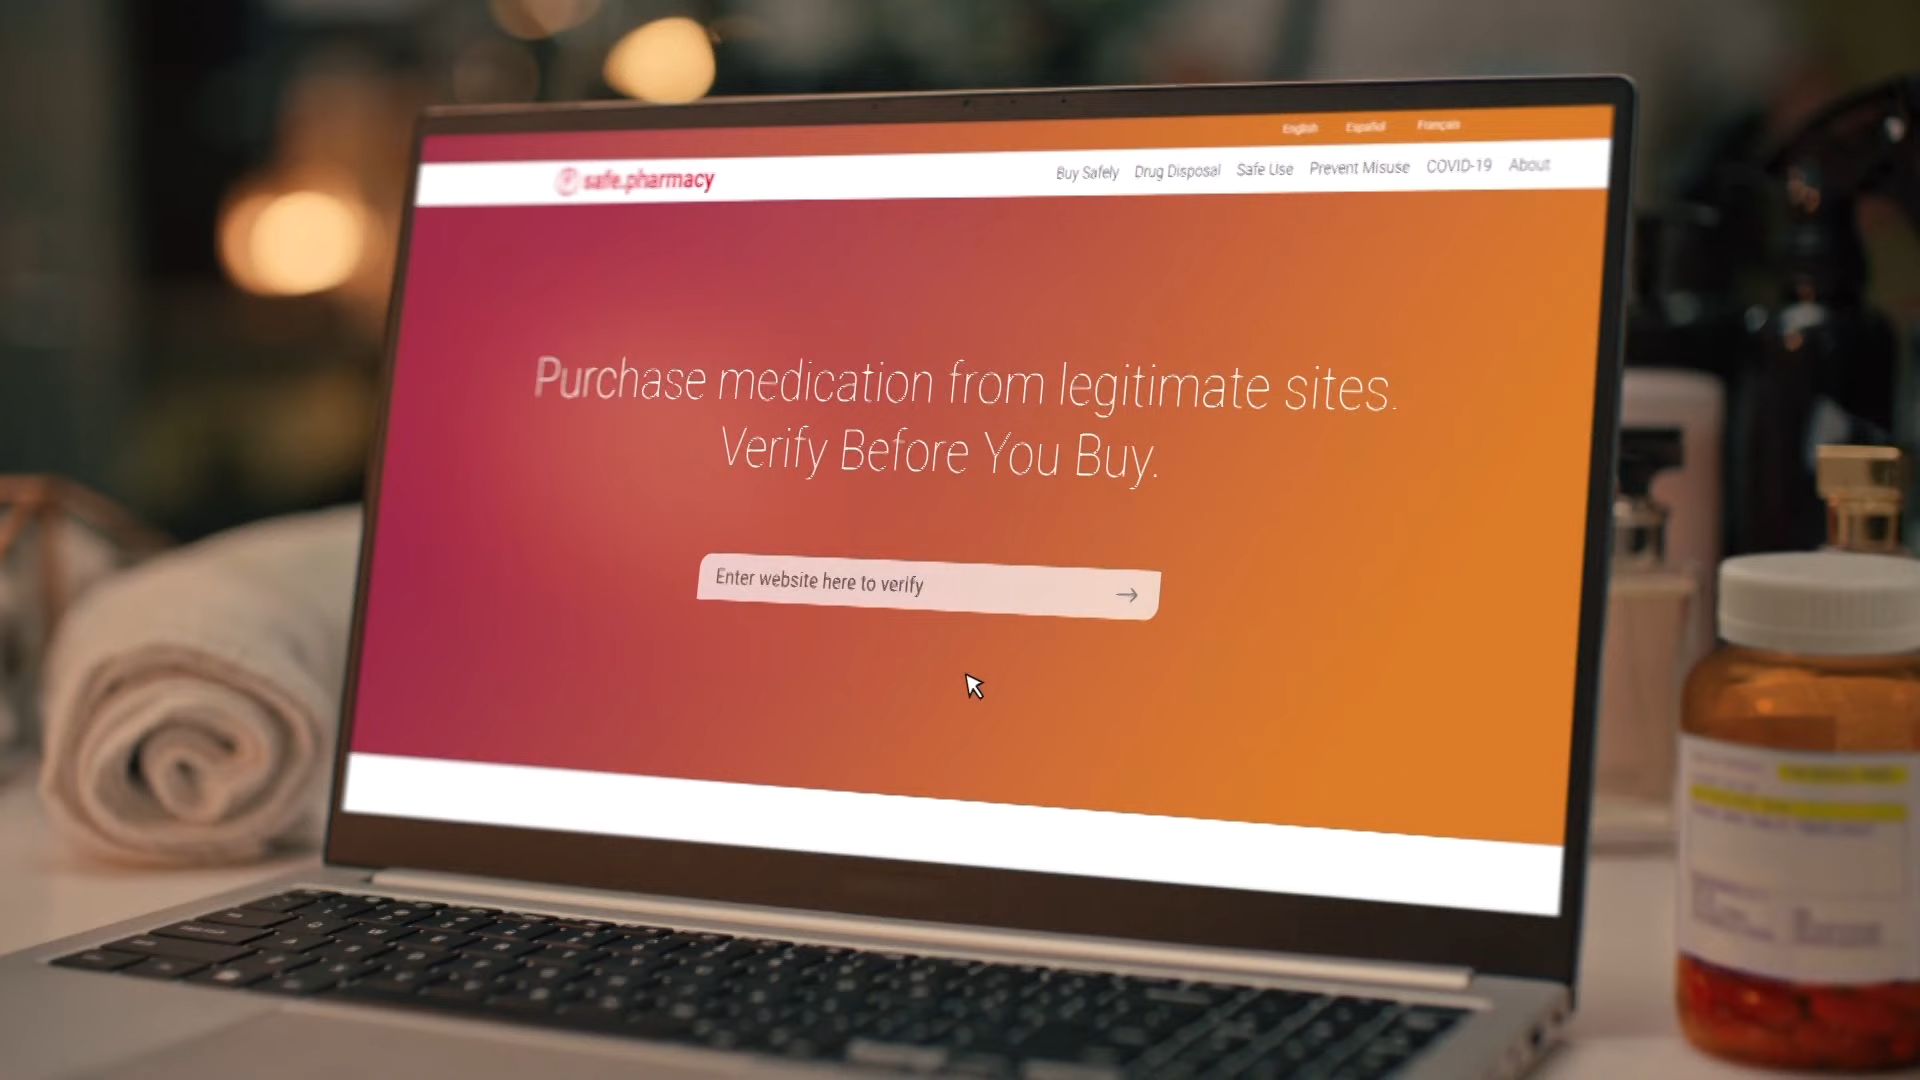 English Español Français
safe.pharmacy
Buy Safely Drug Disposal Safe Use Prevent Misuse COVID-19 About
Purchase medication from legitimate sites.
Verify Before You Buy.
Enter website here to verify →